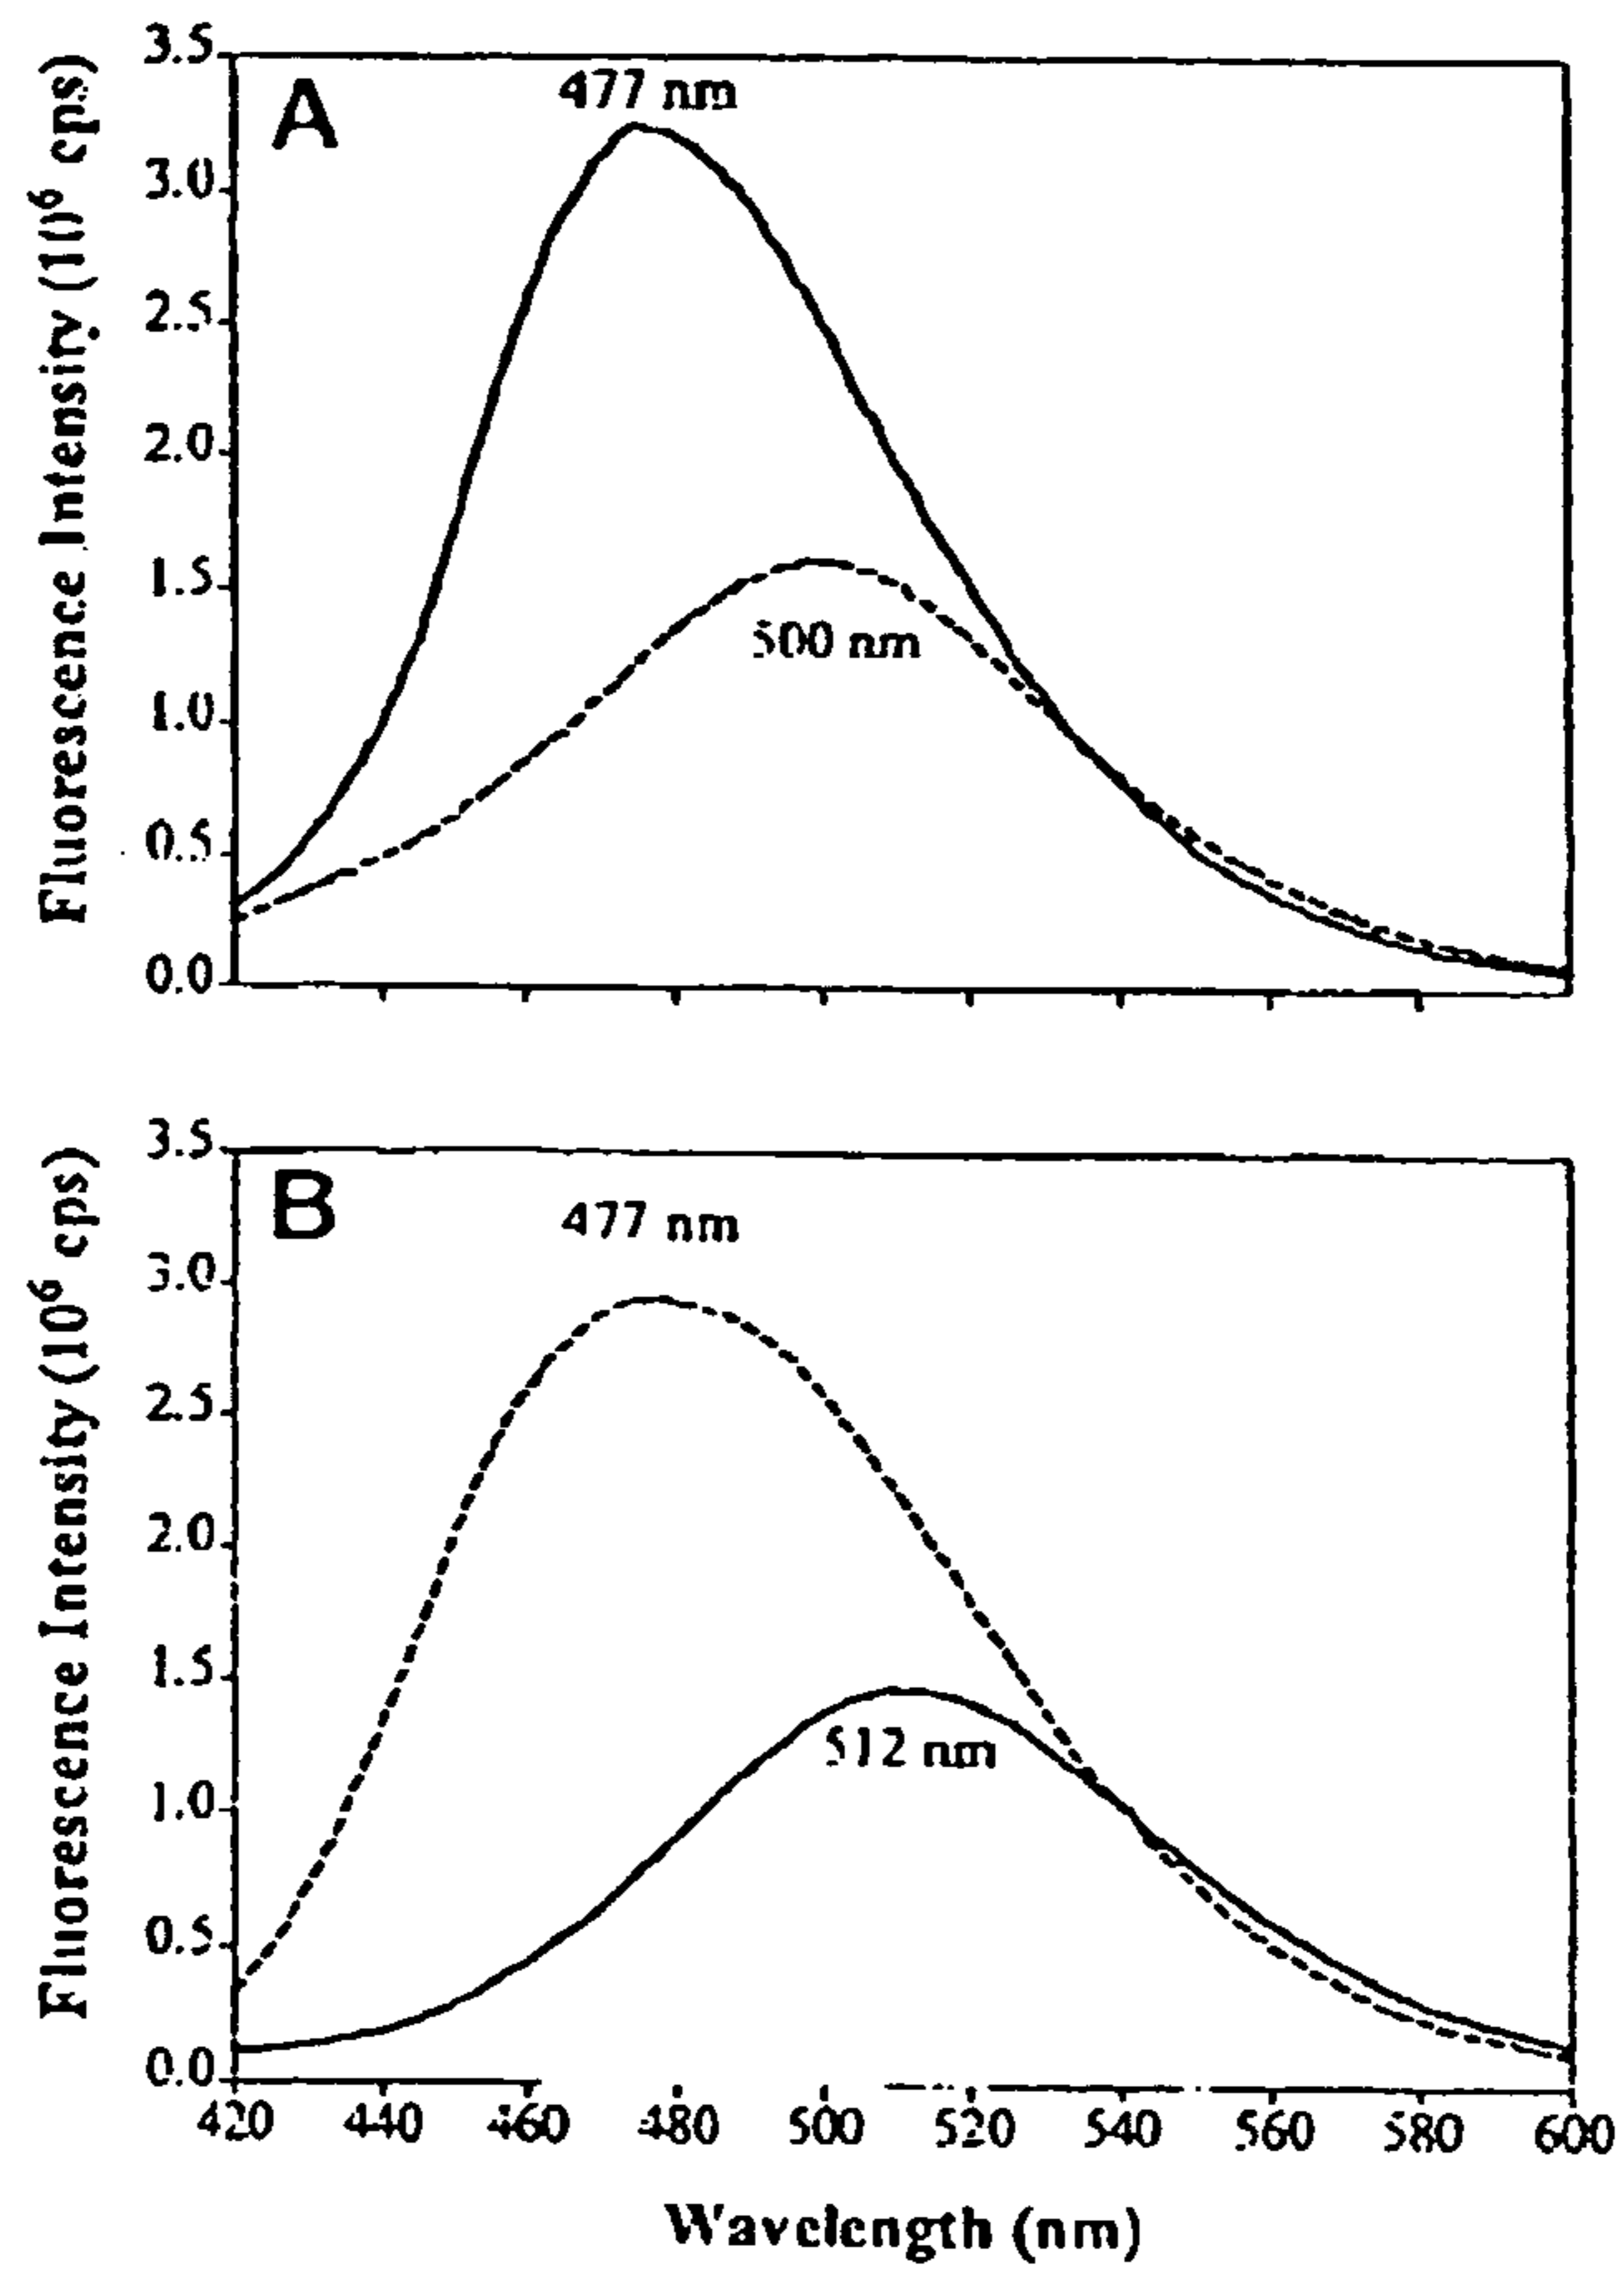 3.5
A
477 nm
3.0
2.5
2.0
1.5
500 nm
1.0
0.5
0.0
Fluorescence Intensity (10⁶ cps)
3.5
B
477 nm
3.0
2.5
2.0
1.5
512 nm
1.0
0.5
0.0
Fluorescence Intensity (10⁶ cps)
420 440 460 480 500 520 540 560 580 600
Wavelength (nm)